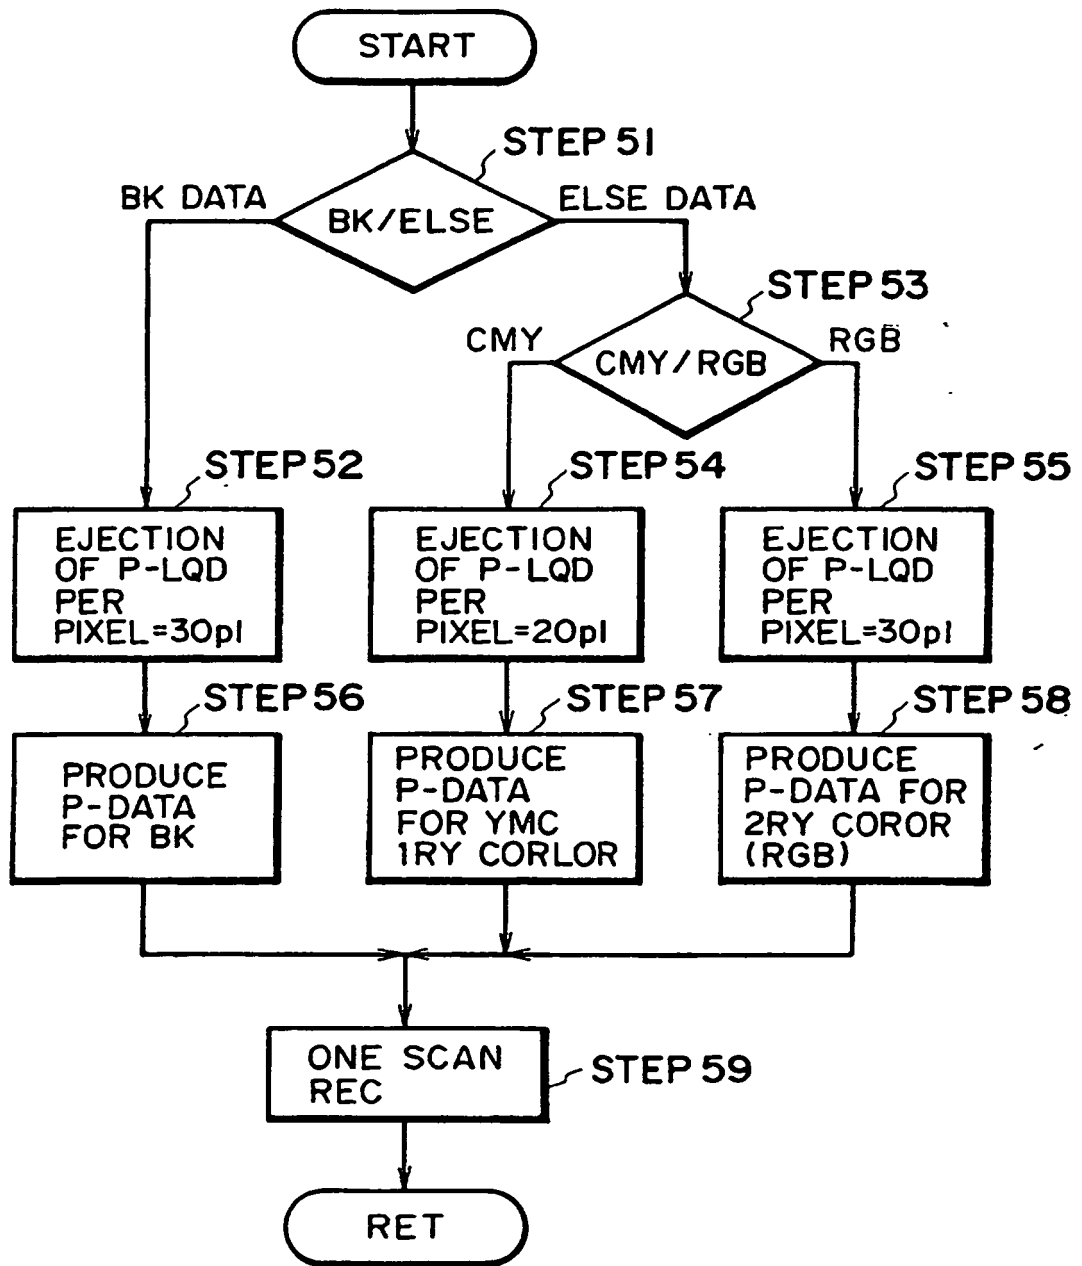 START
STEP 51
BK DATA
BK/ELSE
ELSE DATA
STEP 53
CMY
CMY/RGB
RGB
STEP 52
STEP 54
STEP 55
EJECTION
OF P-LQD
PER
PIXEL=30pl
EJECTION
OF P-LQD
PER
PIXEL=20pl
EJECTION
OF P-LQD
PER
PIXEL=30pl
STEP 56
STEP 57
STEP 58
PRODUCE
P-DATA
FOR BK
PRODUCE
P-DATA
FOR YMC
1RY CORLOR
PRODUCE
P-DATA FOR
2RY COROR
(RGB)
ONE SCAN
REC
STEP 59
RET